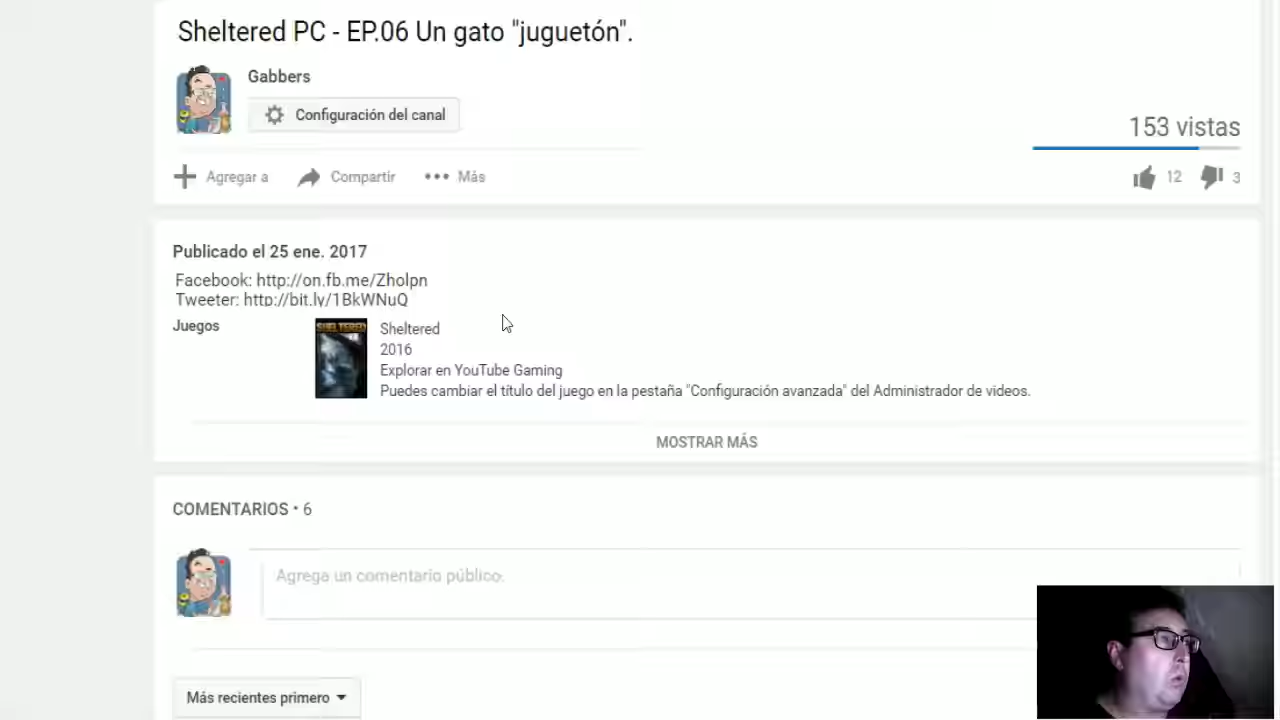 Sheltered PC - EP.06 Un gato "juguetón".
Gabbers
Configuración del canal
153 vistas
Agregar a
Compartir
Más
12
3
Publicado el 25 ene. 2017
Facebook: http://on.fb.me/Zholpn
Tweeter: http://bit.ly/1BkWNuQ
Juegos
SHELTERED
Sheltered
2016
Explorar en YouTube Gaming
Puedes cambiar el título del juego en la pestaña "Configuración avanzada" del Administrador de videos.
MOSTRAR MÁS
COMENTARIOS • 6
Agrega un comentario público.
Más recientes primero